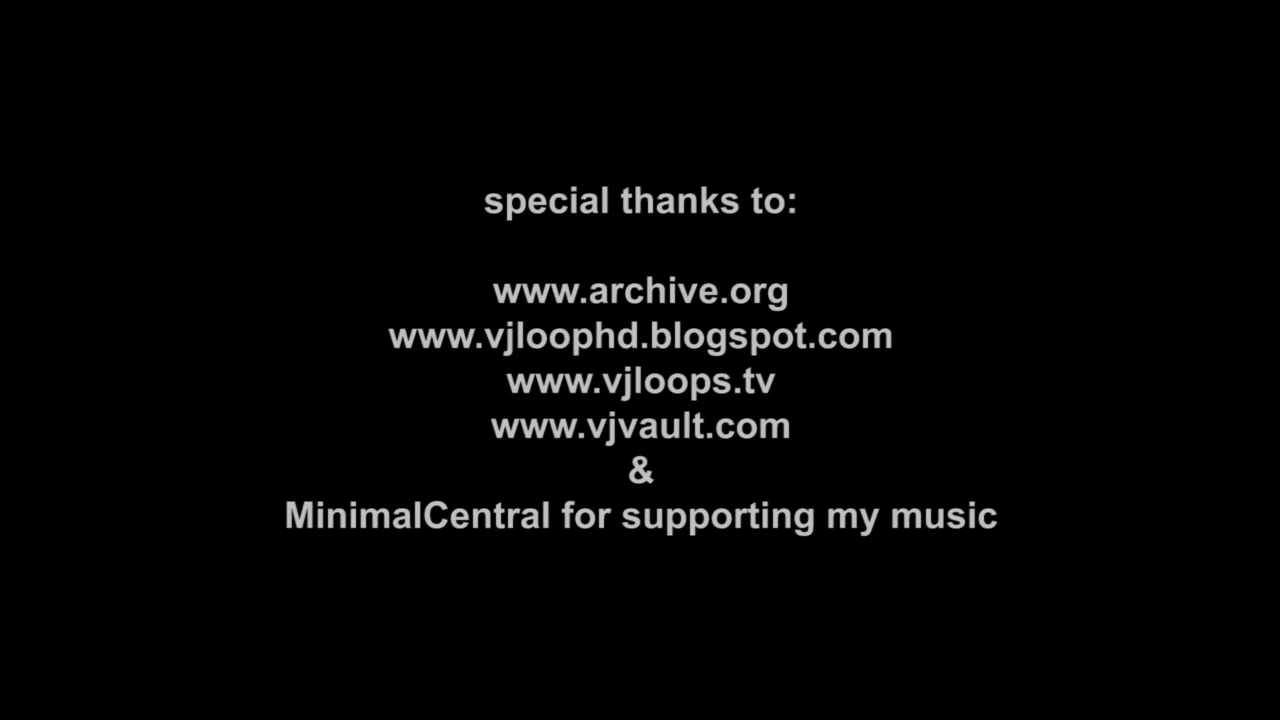 special thanks to:
www.archive.org
www.vjloophd.blogspot.com
www.vjloops.tv
www.vjvault.com
&
MinimalCentral for supporting my music